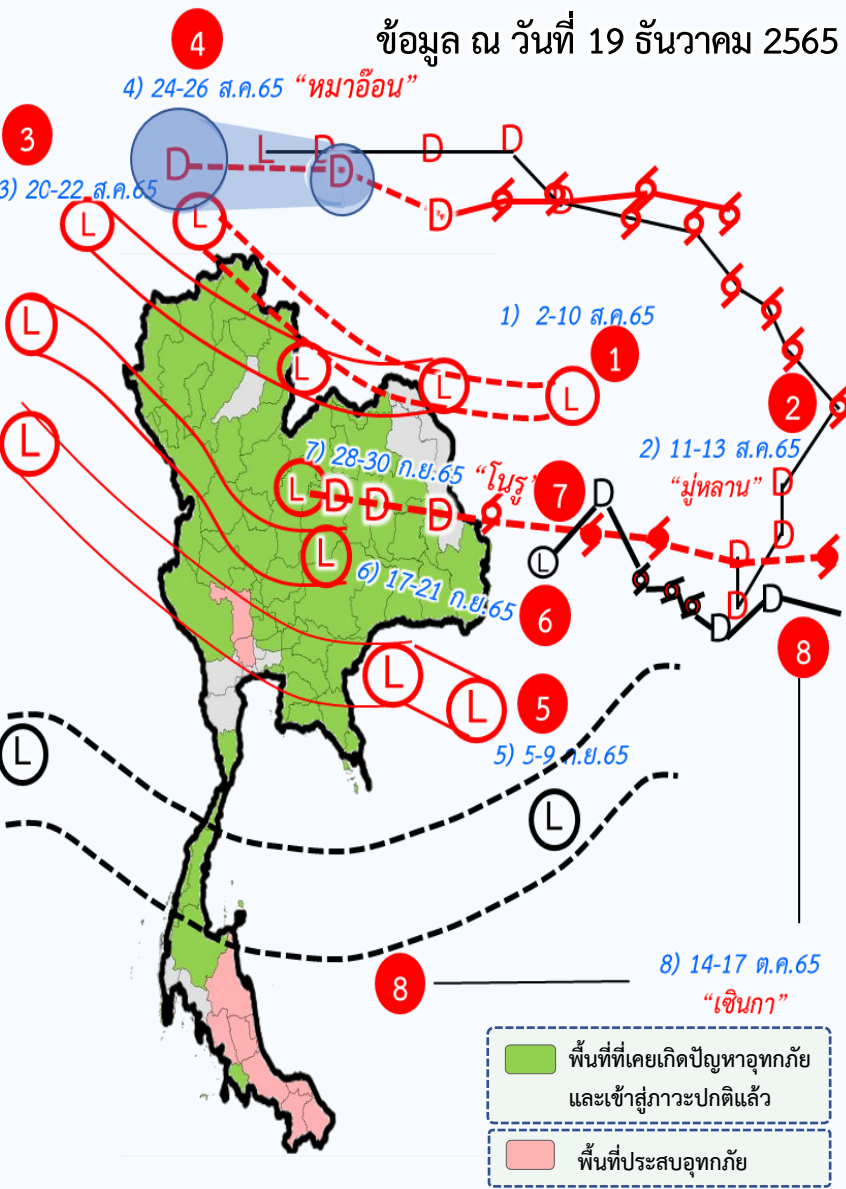 ข้อมูล ณ วันที่ 19 ธันวาคม 2565
4
4) 24-26 ส.ค.65 “หมาอ๊อน”
3
L D D D
D D
3) 20-22 ส.ค.65
D
L L
1) 2-10 ส.ค.65
L
1
L L L
2
2) 11-13 ส.ค.65
“มู่หลาน”
L
7) 28-30 ก.ย.65 “โนรู”
7
L D D D
D
D
D
L
L
D
6) 17-21 ก.ย.65
6
D
D
D
8
L
L
5
5) 5-9 ก.ย.65
L
L
8
8) 14-17 ต.ค.65
“เซินกา”
พื้นที่ที่เคยเกิดปัญหาอุทกภัย
และเข้าสู่ภาวะปกติแล้ว
พื้นที่ประสบอุทกภัย